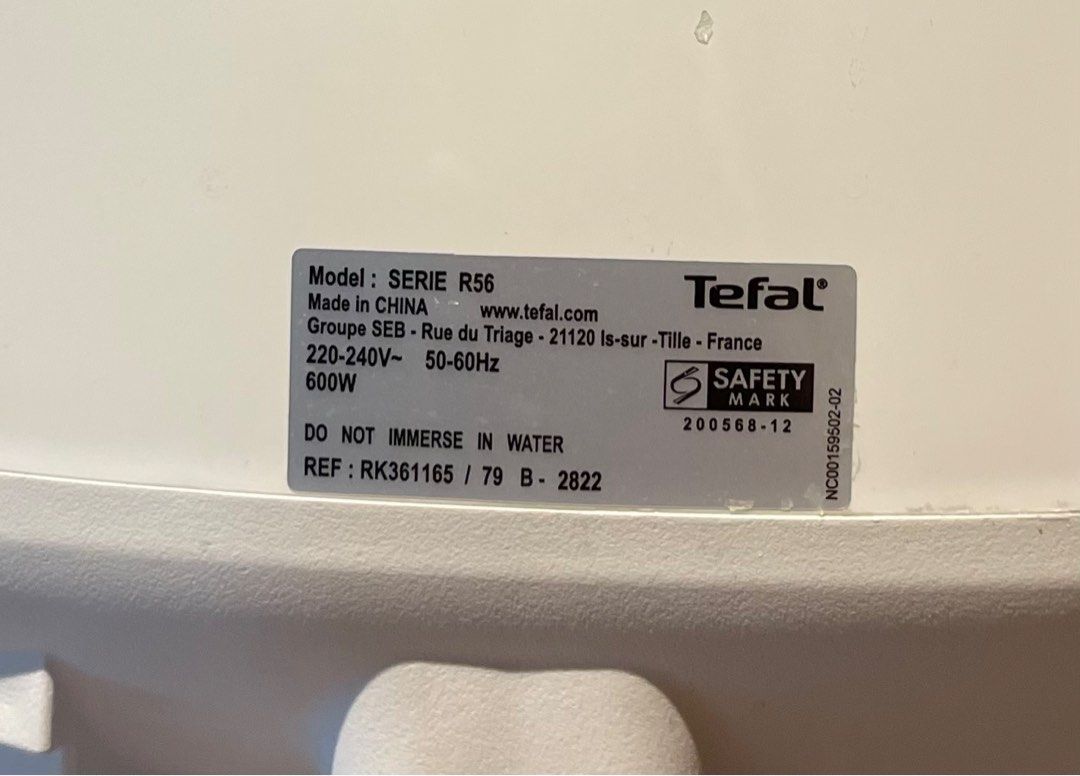 Model : SERIE R56
Tefal®
Made in CHINA
www.tefal.com
Groupe SEB - Rue du Triage - 21120 Is-sur -Tille - France
220-240V~ 50-60Hz
600W
SAFETY
MARK
200568-12
DO NOT IMMERSE IN WATER
REF : RK361165 / 79 B - 2822
NC00159502-02